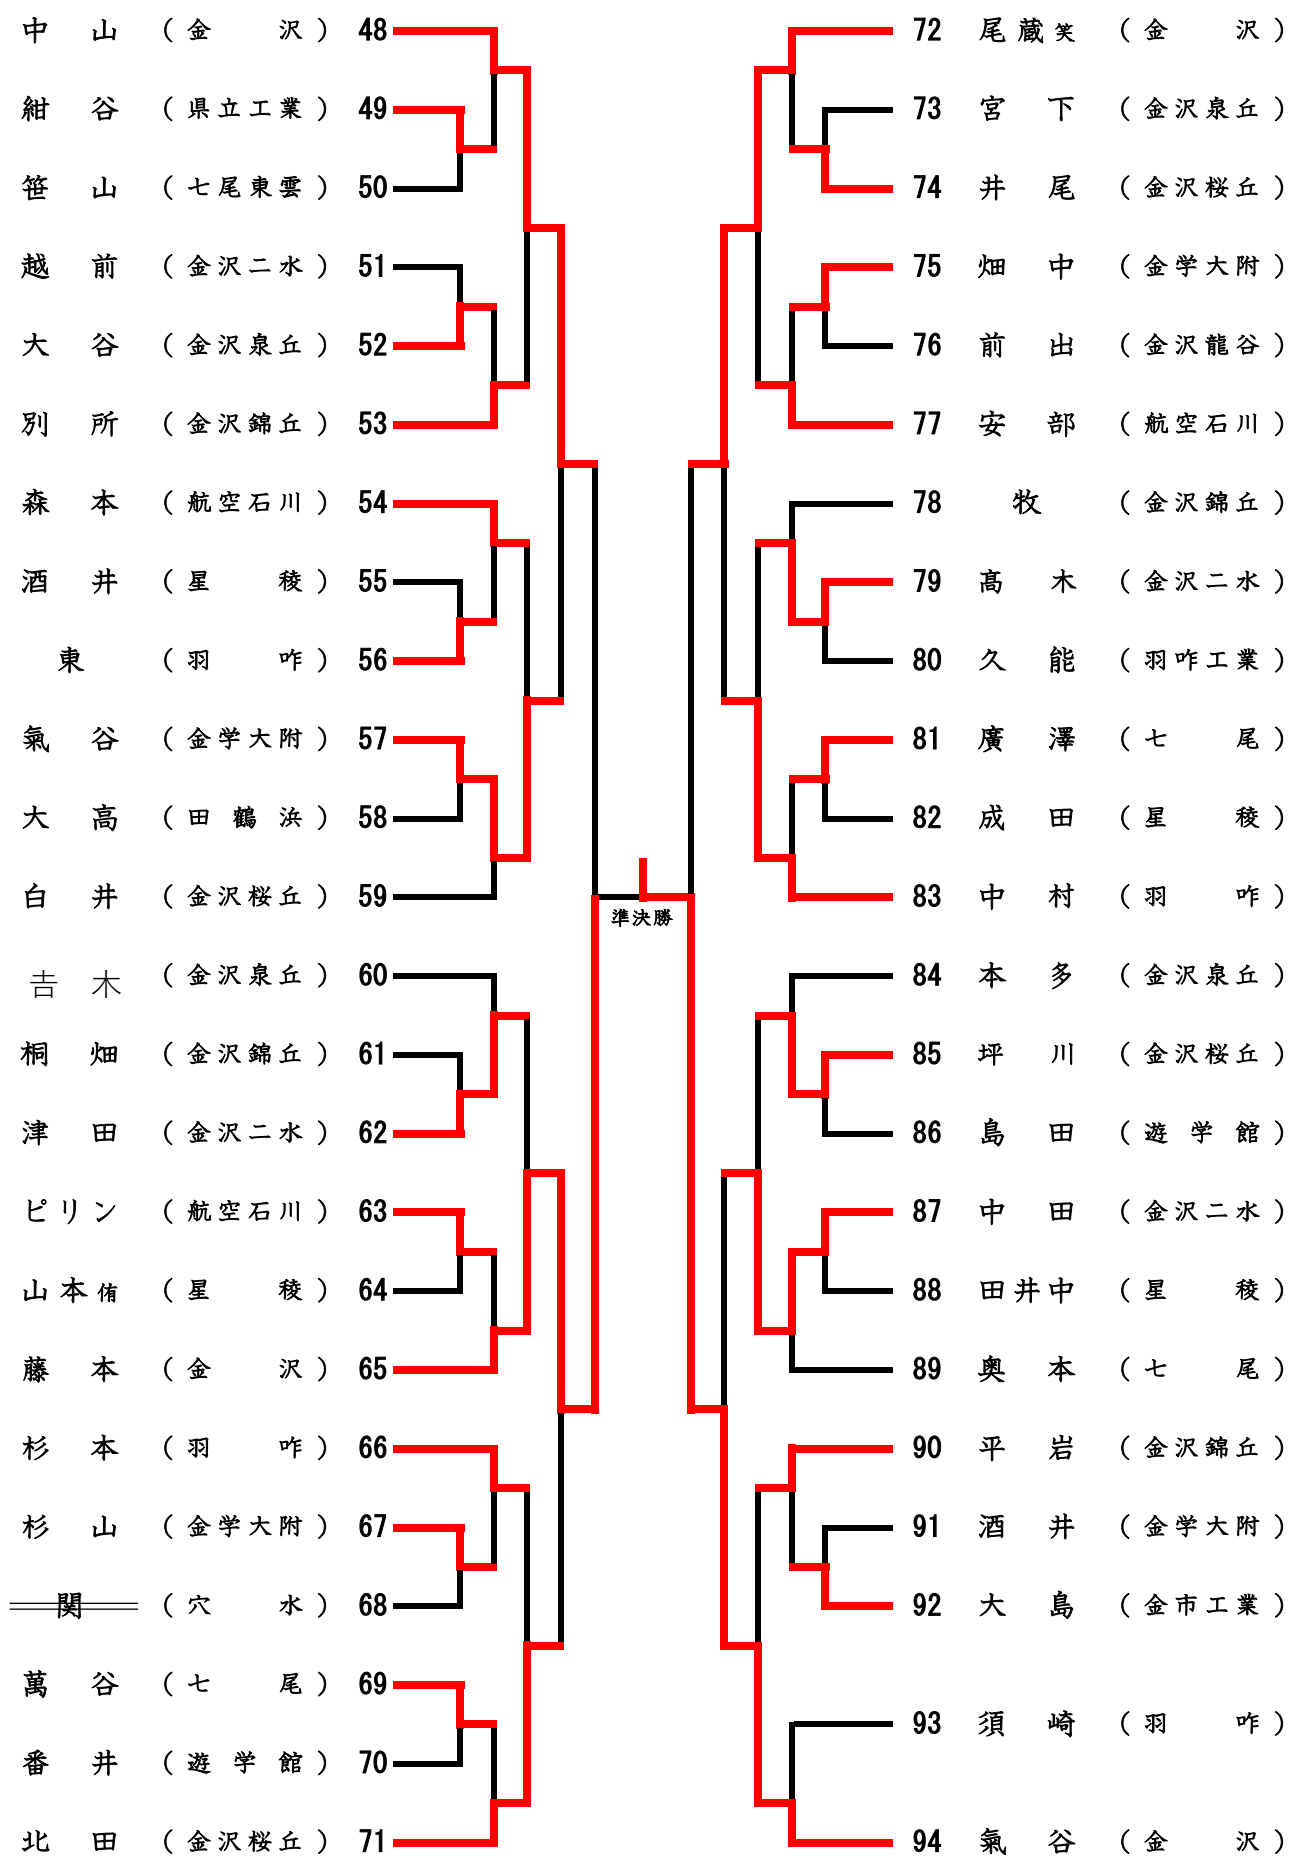 中山 (金沢) 48
紺谷 (県立工業) 49
笹山 (七尾東雲) 50
越前 (金沢二水) 51
大谷 (金沢泉丘) 52
別所 (金沢錦丘) 53
森本 (航空石川) 54
酒井 (星稜) 55
東 (羽咋) 56
氣谷 (金学大附) 57
大高 (田鶴浜) 58
白井 (金沢桜丘) 59
𠮷木 (金沢泉丘) 60
桐畑 (金沢錦丘) 61
津田 (金沢二水) 62
ピリン (航空石川) 63
山本侑 (星稜) 64
藤本 (金沢) 65
杉本 (羽咋) 66
杉山 (金学大附) 67
関 (穴水) 68
萬谷 (七尾) 69
番井 (遊学館) 70
北田 (金沢桜丘) 71
準決勝
72 尾蔵笑 (金沢)
73 宮下 (金沢泉丘)
74 井尾 (金沢桜丘)
75 畑中 (金学大附)
76 前出 (金沢龍谷)
77 安部 (航空石川)
78 牧 (金沢錦丘)
79 髙木 (金沢二水)
80 久能 (羽咋工業)
81 廣澤 (七尾)
82 成田 (星稜)
83 中村 (羽咋)
84 本多 (金沢泉丘)
85 坪川 (金沢桜丘)
86 島田 (遊学館)
87 中田 (金沢二水)
88 田井中 (星稜)
89 奥本 (七尾)
90 平岩 (金沢錦丘)
91 酒井 (金学大附)
92 大島 (金市工業)
93 須崎 (羽咋)
94 氣谷 (金沢)